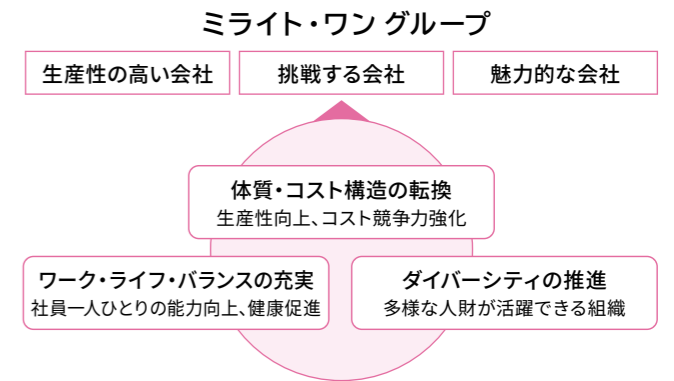 ミライト・ワン グループ
生産性の高い会社
挑戦する会社
魅力的な会社
体質・コスト構造の転換
生産性向上、コスト競争力強化
ワーク・ライフ・バランスの充実
社員一人ひとりの能力向上、健康促進
ダイバーシティの推進
多様な人財が活躍できる組織